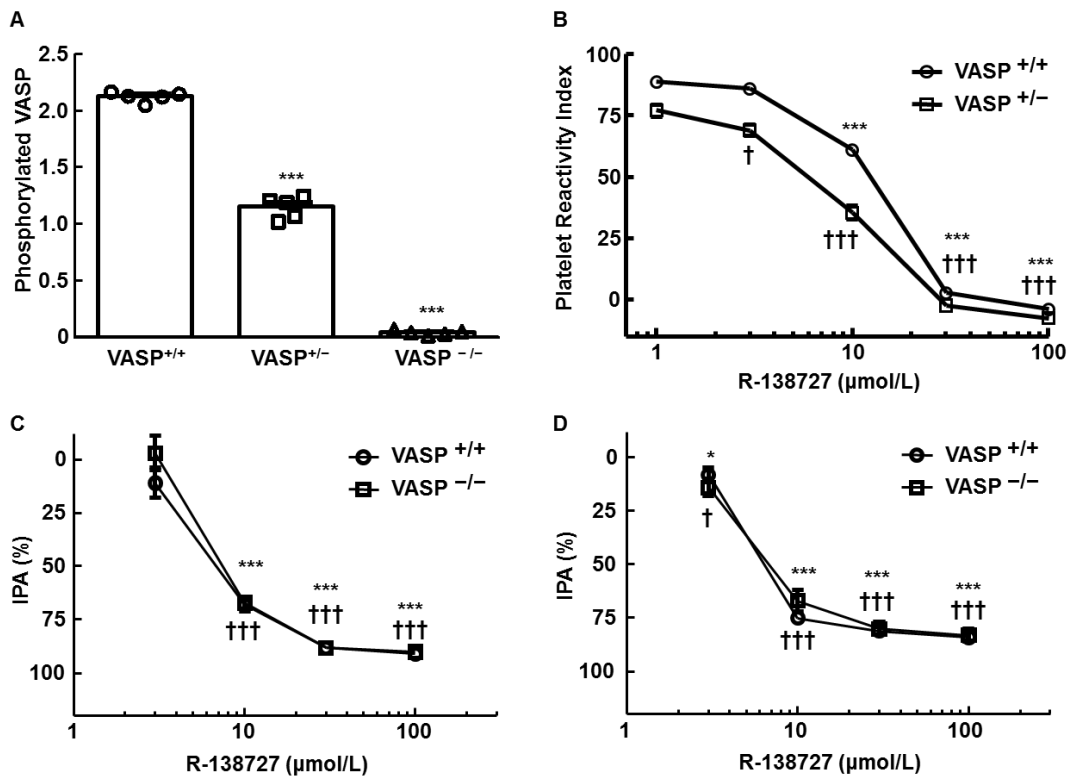 A
Phosphorylated VASP
2.5
2.0
1.5
1.0
0.5
0
***
***
VASP+/+
VASP+/−
VASP −/−
B
Platelet Reactivity Index
100
75
50
25
0
VASP +/+
VASP +/−
***
†
†††
***
†††
***
†††
1
10
100
R-138727 (µmol/L)
C
IPA (%)
0
25
50
75
100
VASP +/+
VASP −/−
***
†††
***
†††
***
†††
1
10
100
R-138727 (µmol/L)
D
IPA (%)
0
25
50
75
100
VASP +/+
VASP −/−
*
†
***
†††
***
†††
***
†††
1
10
100
R-138727 (µmol/L)